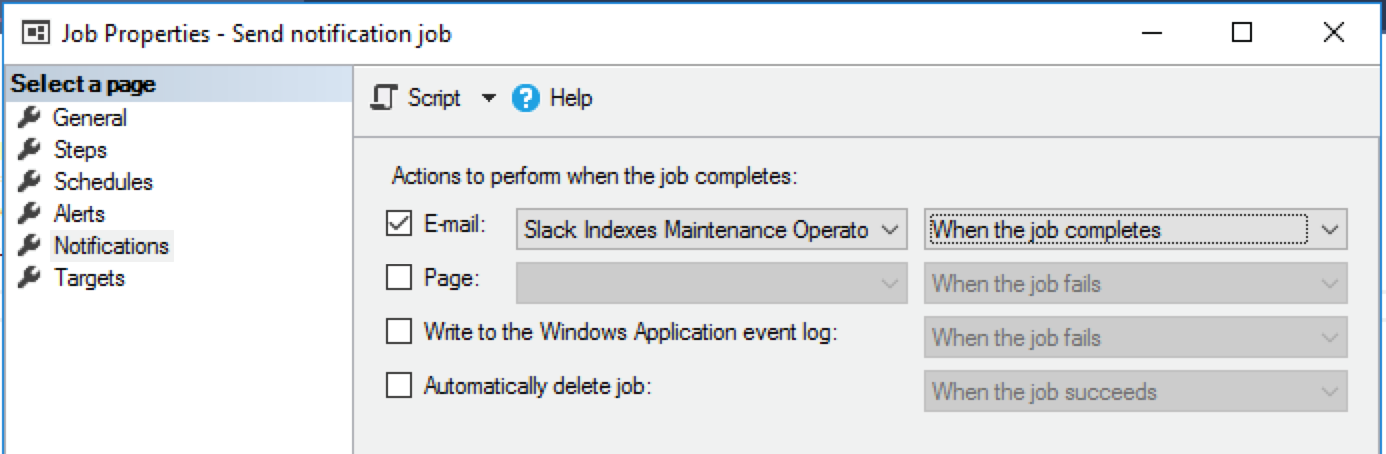 Job Properties - Send notification job
Select a page
General
Steps
Schedules
Alerts
Notifications
Targets
Script
Help
Actions to perform when the job completes:
E-mail: Slack Indexes Maintenance Operato When the job completes
Page: When the job fails
Write to the Windows Application event log: When the job fails
Automatically delete job: When the job succeeds